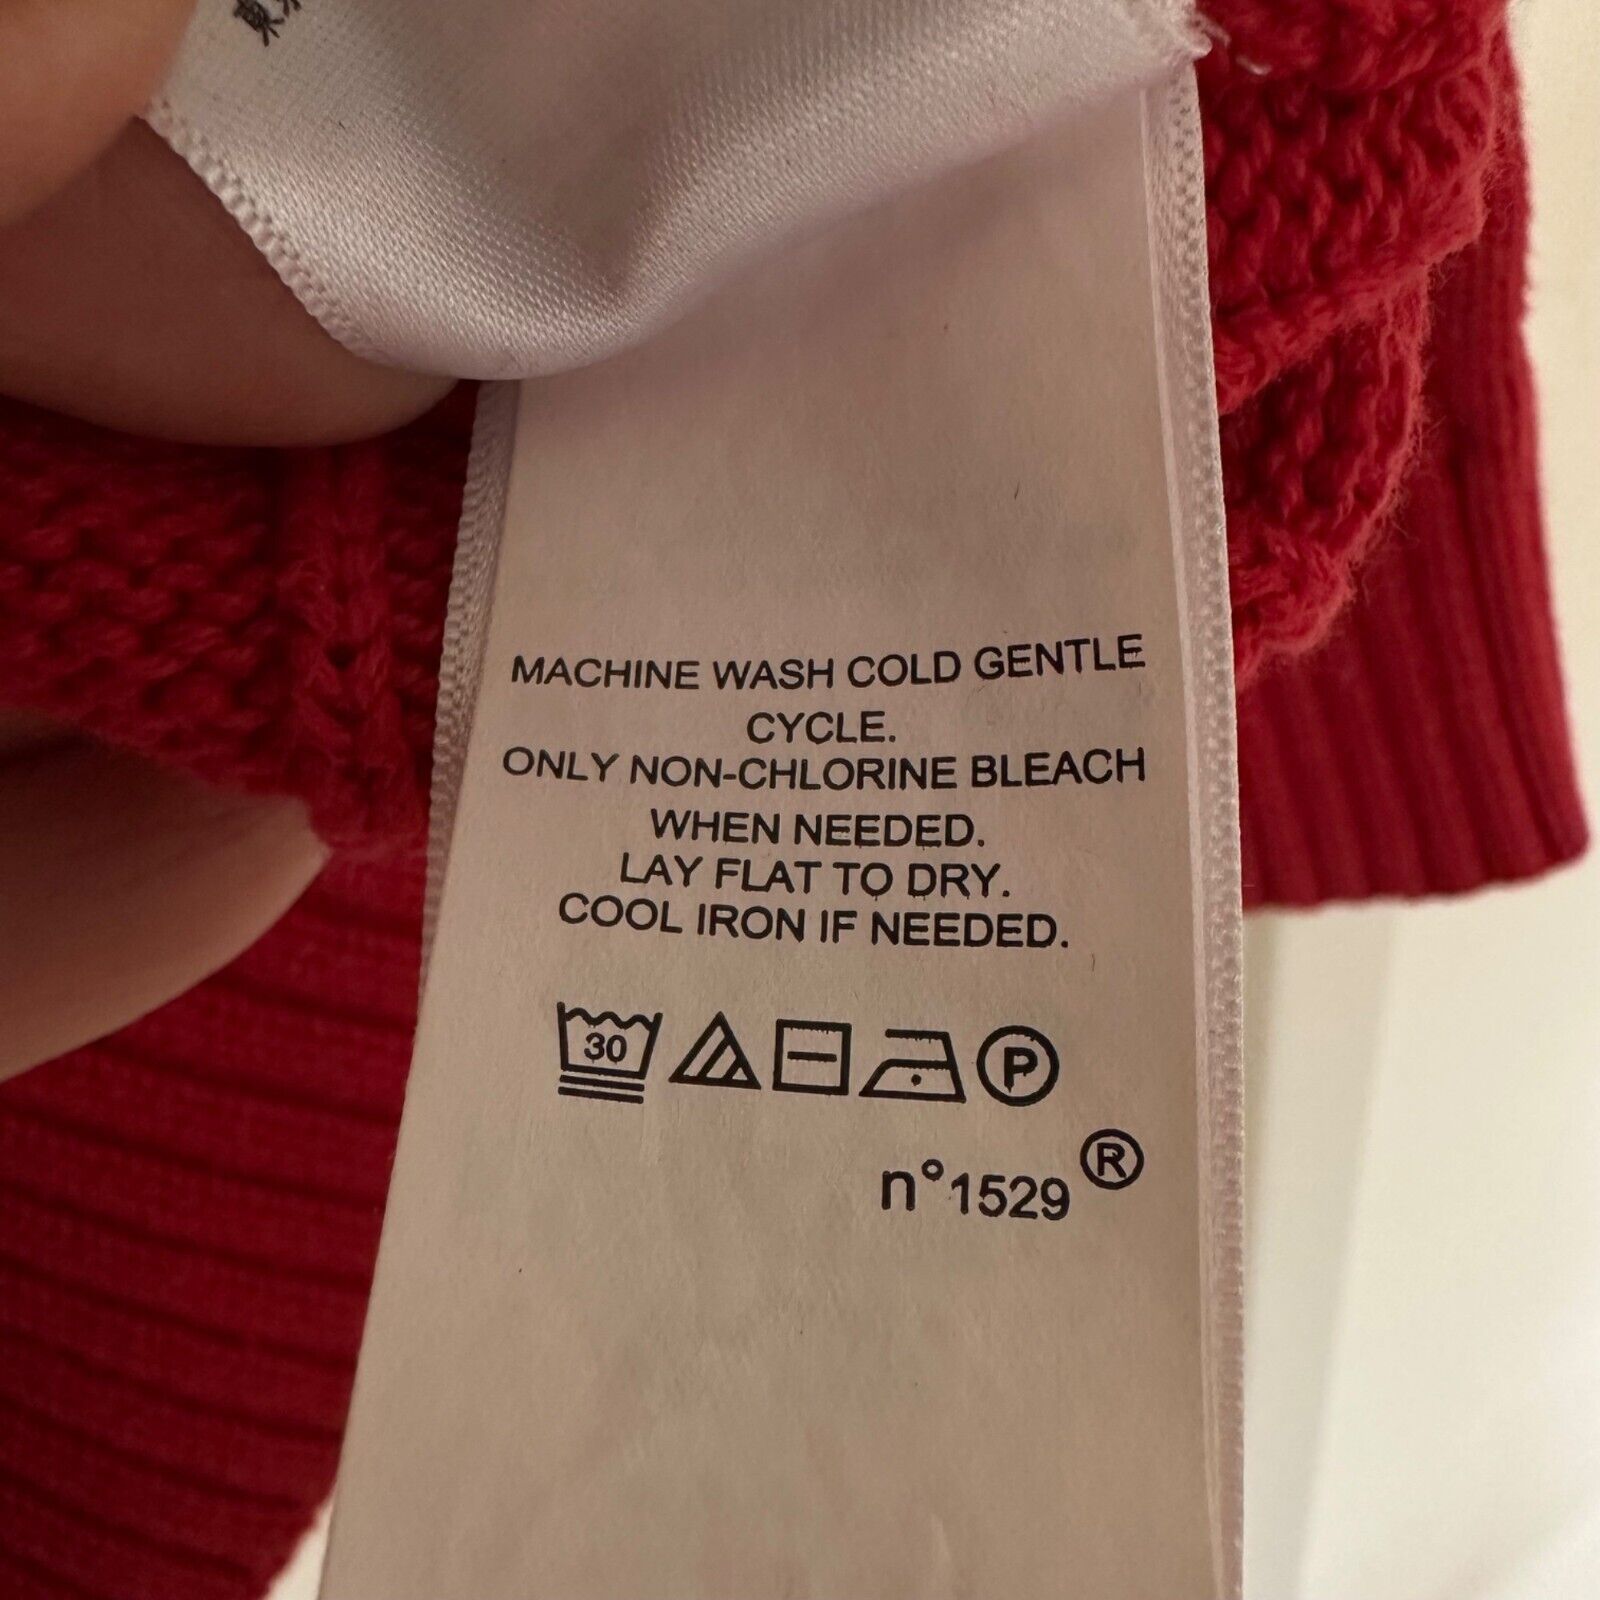 MACHINE WASH COLD GENTLE
CYCLE.
ONLY NON-CHLORINE BLEACH
WHEN NEEDED.
LAY FLAT TO DRY.
COOL IRON IF NEEDED.
30 P
n°1529®